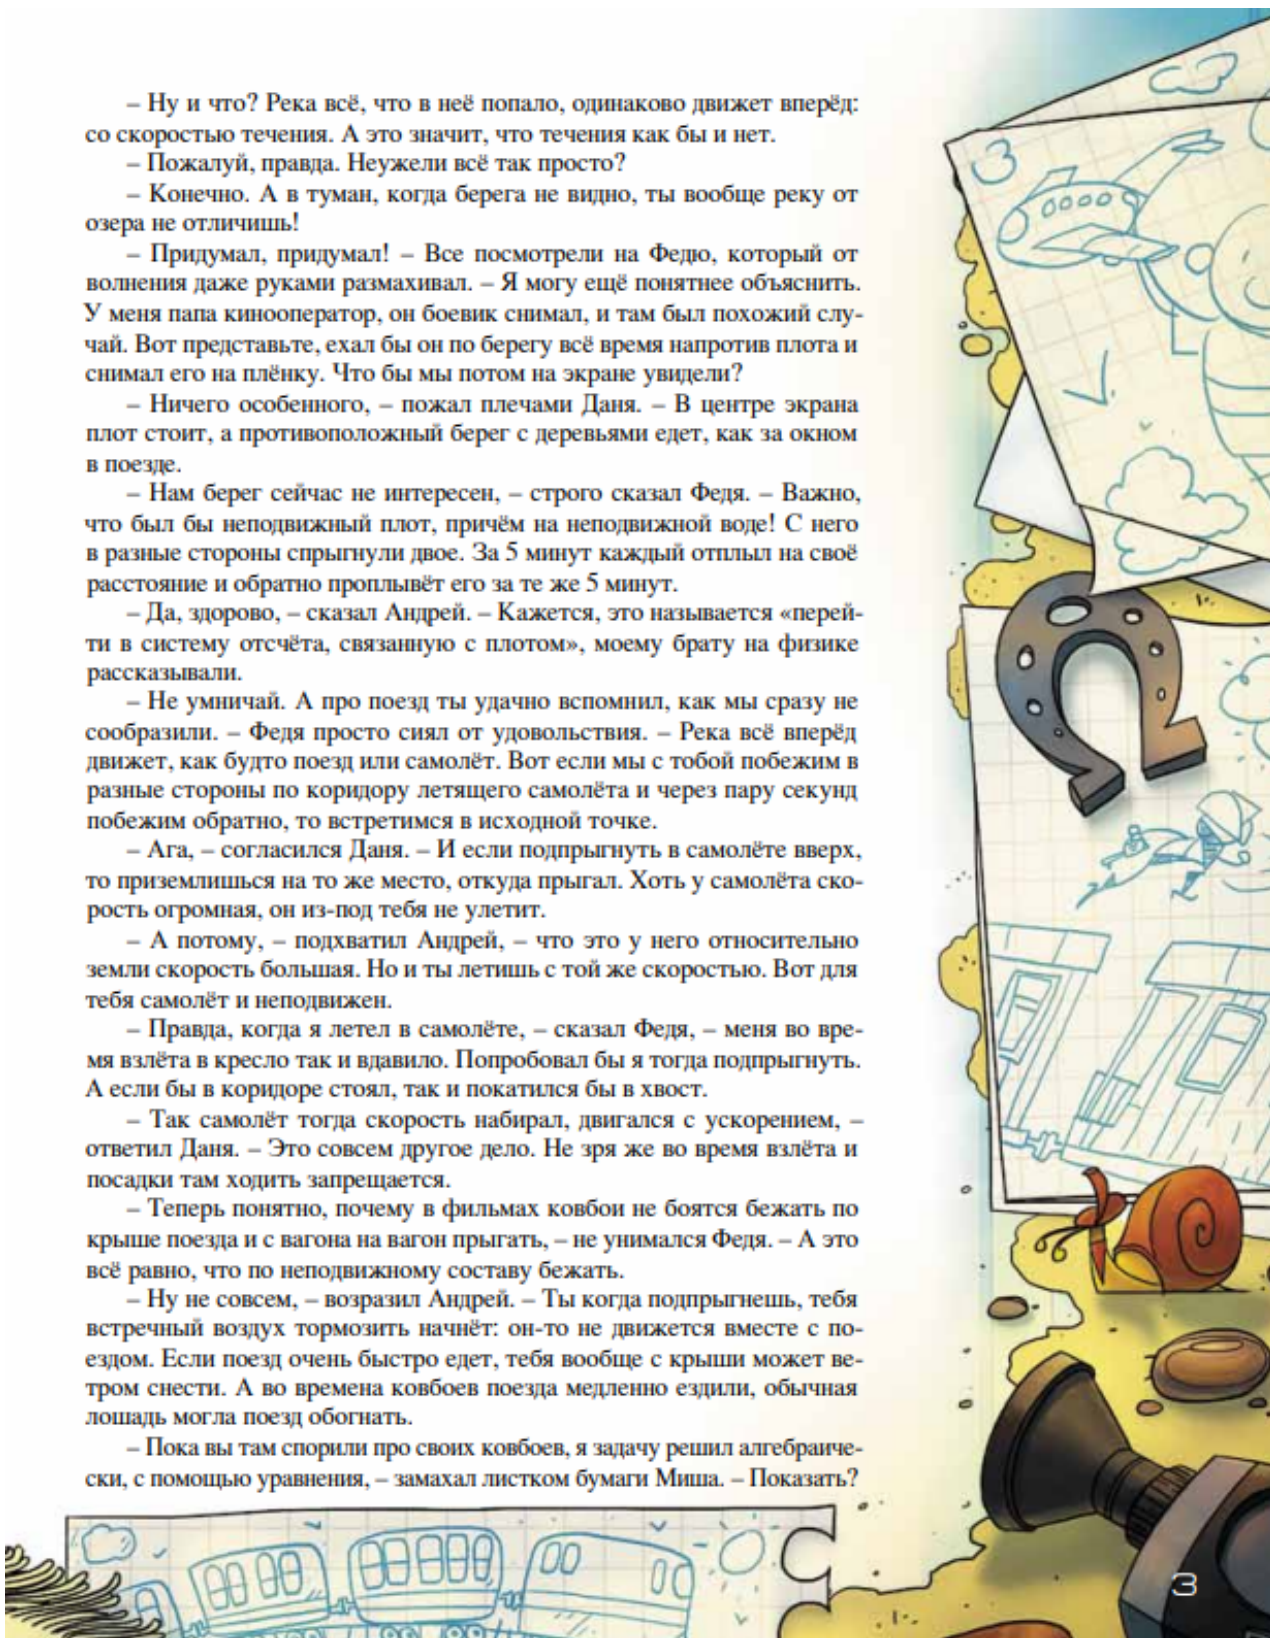 – Ну и что? Река всё, что в неё попало, одинаково движет вперёд:
со скоростью течения. А это значит, что течения как бы и нет.
– Пожалуй, правда. Неужели всё так просто?
– Конечно. А в туман, когда берега не видно, ты вообще реку от
озера не отличишь!
– Придумал, придумал! – Все посмотрели на Федю, который от
волнения даже руками размахивал. – Я могу ещё понятнее объяснить.
У меня папа кинооператор, он боевик снимал, и там был похожий слу-
чай. Вот представьте, ехал бы он по берегу всё время напротив плота и
снимал его на плёнку. Что бы мы потом на экране увидели?
– Ничего особенного, – пожал плечами Даня. – В центре экрана
плот стоит, а противоположный берег с деревьями едет, как за окном
в поезде.
– Нам берег сейчас не интересен, – строго сказал Федя. – Важно,
что был бы неподвижный плот, причём на неподвижной воде! С него
в разные стороны спрыгнули двое. За 5 минут каждый отплыл на своё
расстояние и обратно проплывёт его за те же 5 минут.
– Да, здорово, – сказал Андрей. – Кажется, это называется «перей-
ти в систему отсчёта, связанную с плотом», моему брату на физике
рассказывали.
– Не умничай. А про поезд ты удачно вспомнил, как мы сразу не
сообразили. – Федя просто сиял от удовольствия. – Река всё вперёд
движет, как будто поезд или самолёт. Вот если мы с тобой побежим в
разные стороны по коридору летящего самолёта и через пару секунд
побежим обратно, то встретимся в исходной точке.
– Ага, – согласился Даня. – И если подпрыгнуть в самолёте вверх,
то приземлишься на то же место, откуда прыгал. Хоть у самолёта ско-
рость огромная, он из-под тебя не улетит.
– А потому, – подхватил Андрей, – что это у него относительно
земли скорость большая. Но и ты летишь с той же скоростью. Вот для
тебя самолёт и неподвижен.
– Правда, когда я летел в самолёте, – сказал Федя, – меня во вре-
мя взлёта в кресло так и вдавило. Попробовал бы я тогда подпрыгнуть.
А если бы в коридоре стоял, так и покатился бы в хвост.
– Так самолёт тогда скорость набирал, двигался с ускорением, –
ответил Даня. – Это совсем другое дело. Не зря же во время взлёта и
посадки там ходить запрещается.
– Теперь понятно, почему в фильмах ковбои не боятся бежать по
крыше поезда и с вагона на вагон прыгать, – не унимался Федя. – А это
всё равно, что по неподвижному составу бежать.
– Ну не совсем, – возразил Андрей. – Ты когда подпрыгнешь, тебя
встречный воздух тормозить начнёт: он-то не движется вместе с по-
ездом. Если поезд очень быстро едет, тебя вообще с крыши может ве-
тром снести. А во времена ковбоев поезда медленно ездили, обычная
лошадь могла поезд обогнать.
– Пока вы там спорили про своих ковбоев, я задачу решил алгебраиче-
ски, с помощью уравнения, – замахал листком бумаги Миша. – Показать?
3
3